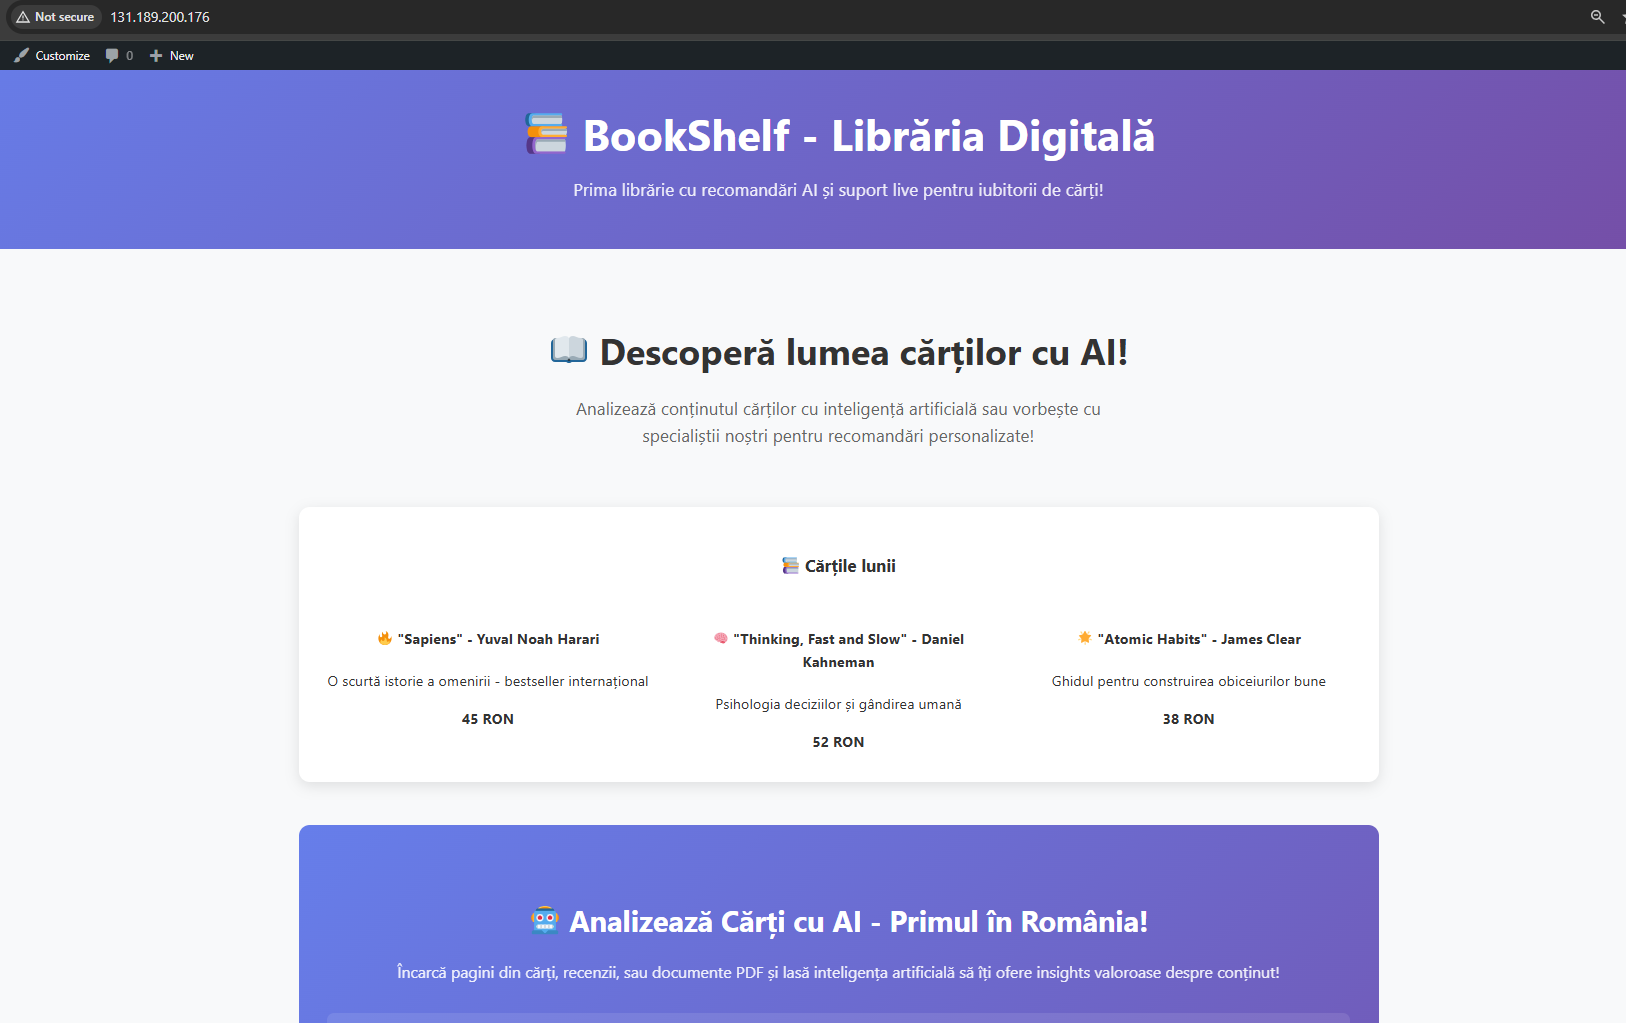 Not secure 131.189.200.176
Customize 0 New
BookShelf - Librăria Digitală
Prima librărie cu recomandări AI și suport live pentru iubitorii de cărți!
Descoperă lumea cărților cu AI!
Analizează conținutul cărților cu inteligență artificială sau vorbește cu
specialiștii noștri pentru recomandări personalizate!
Cărțile lunii
"Sapiens" - Yuval Noah Harari
O scurtă istorie a omenirii - bestseller internațional
45 RON
"Thinking, Fast and Slow" - Daniel
Kahneman
Psihologia deciziilor și gândirea umană
52 RON
"Atomic Habits" - James Clear
Ghidul pentru construirea obiceiurilor bune
38 RON
Analizează Cărți cu AI - Primul în România!
Încarcă pagini din cărți, recenzii, sau documente PDF și lasă inteligența artificială să îți ofere insights valoroase despre conținut!